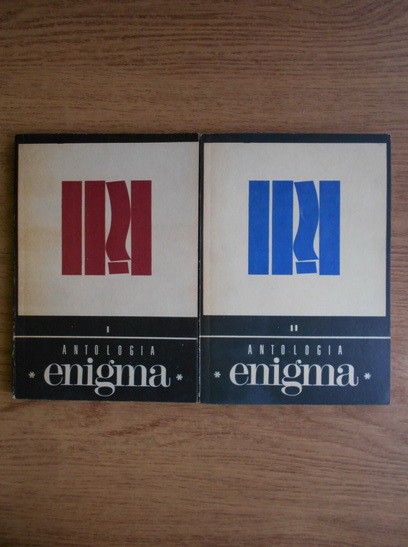 I
ANTOLOGIA
* enigma *
II
ANTOLOGIA
* enigma *